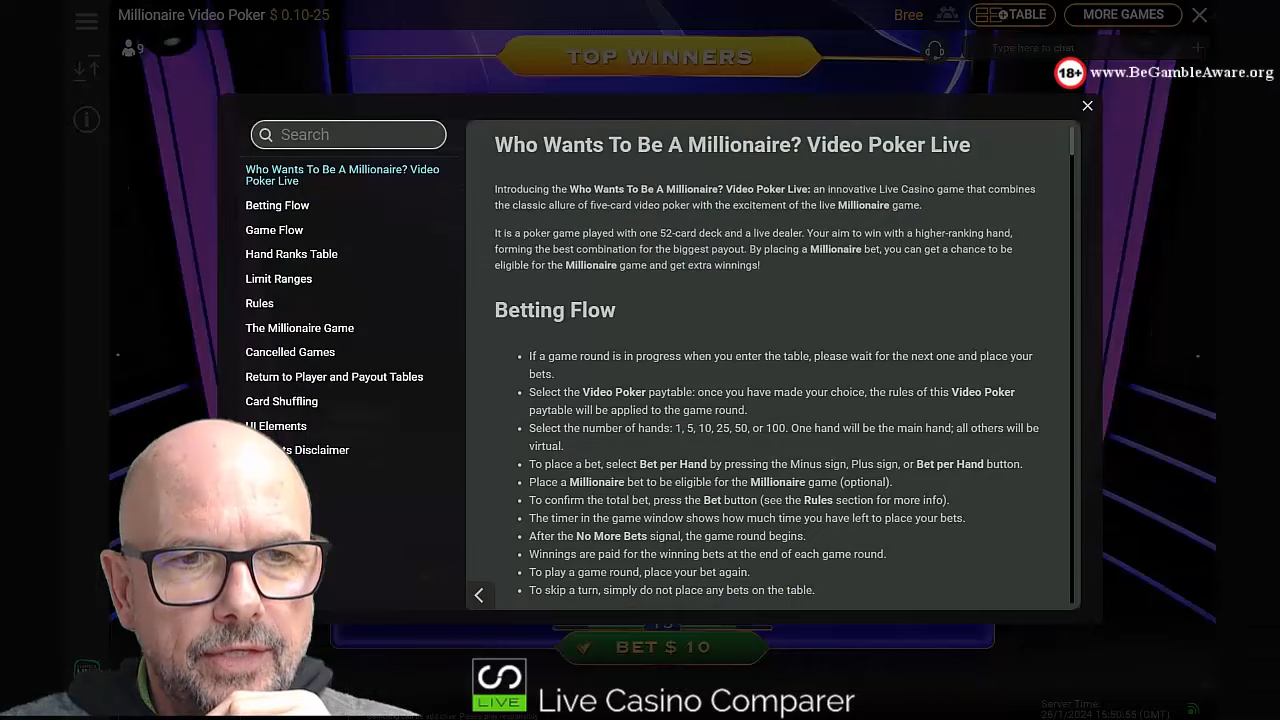 Millionaire Video Poker $ 0.10-25
Bree
TABLE
MORE GAMES
9
TOP WINNERS
Type here to chat
18+ www.BeGambleAware.org
Search
Who Wants To Be A Millionaire? Video
Poker Live
Betting Flow
Game Flow
Hand Ranks Table
Limit Ranges
Rules
The Millionaire Game
Cancelled Games
Return to Player and Payout Tables
Card Shuffling
UI Elements
Disclaimer
Who Wants To Be A Millionaire? Video Poker Live
Introducing the Who Wants To Be A Millionaire? Video Poker Live: an innovative Live Casino game that combines
the classic allure of five-card video poker with the excitement of the live Millionaire game.
It is a poker game played with one 52-card deck and a live dealer. Your aim to win with a higher-ranking hand,
forming the best combination for the biggest payout. By placing a Millionaire bet, you can get a chance to be
eligible for the Millionaire game and get extra winnings!
Betting Flow
• If a game round is in progress when you enter the table, please wait for the next one and place your
bets.
• Select the Video Poker paytable: once you have made your choice, the rules of this Video Poker
paytable will be applied to the game round.
• Select the number of hands: 1, 5, 10, 25, 50, or 100. One hand will be the main hand; all others will be
virtual.
• To place a bet, select Bet per Hand by pressing the Minus sign, Plus sign, or Bet per Hand button.
• Place a Millionaire bet to be eligible for the Millionaire game (optional).
• To confirm the total bet, press the Bet button (see the Rules section for more info).
• The timer in the game window shows how much time you have left to place your bets.
• After the No More Bets signal, the game round begins.
• Winnings are paid for the winning bets at the end of each game round.
• To play a game round, place your bet again.
• To skip a turn, simply do not place any bets on the table.
BET $ 10
LIVE
Live Casino Comparer
Server Time: